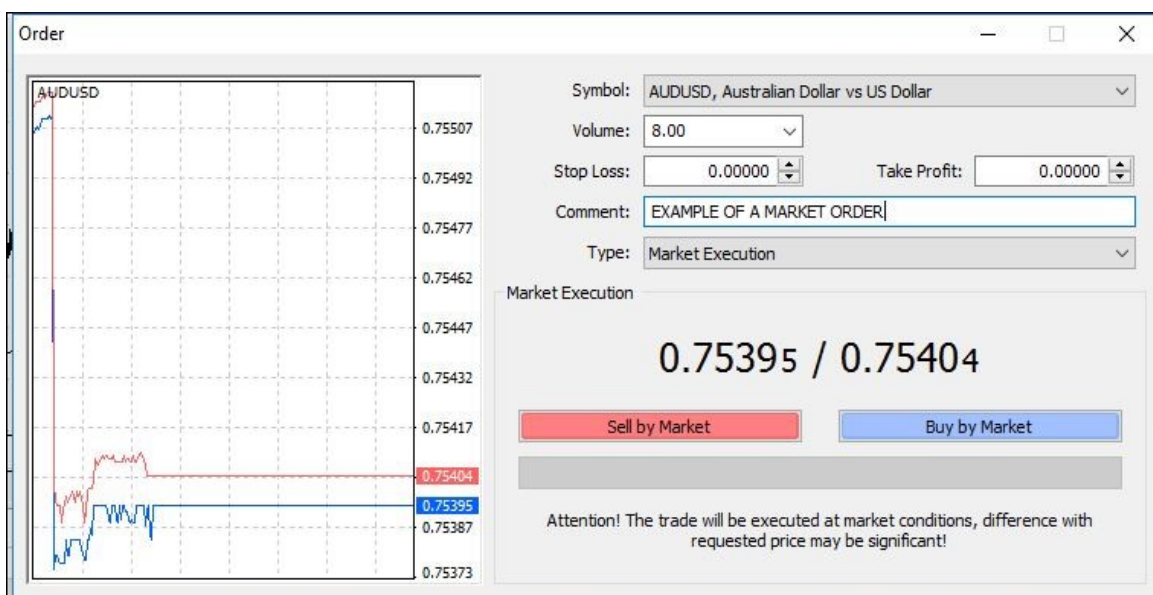 Order
AUDUSD
0.75507
0.75492
0.75477
0.75462
0.75447
0.75432
0.75417
0.75404
0.75395
0.75387
0.75373
Symbol: AUDUSD, Australian Dollar vs US Dollar
Volume: 8.00
Stop Loss: 0.00000 Take Profit: 0.00000
Comment: EXAMPLE OF A MARKET ORDER
Type: Market Execution
Market Execution
0.75395 / 0.75404
Sell by Market Buy by Market
Attention! The trade will be executed at market conditions, difference with
requested price may be significant!